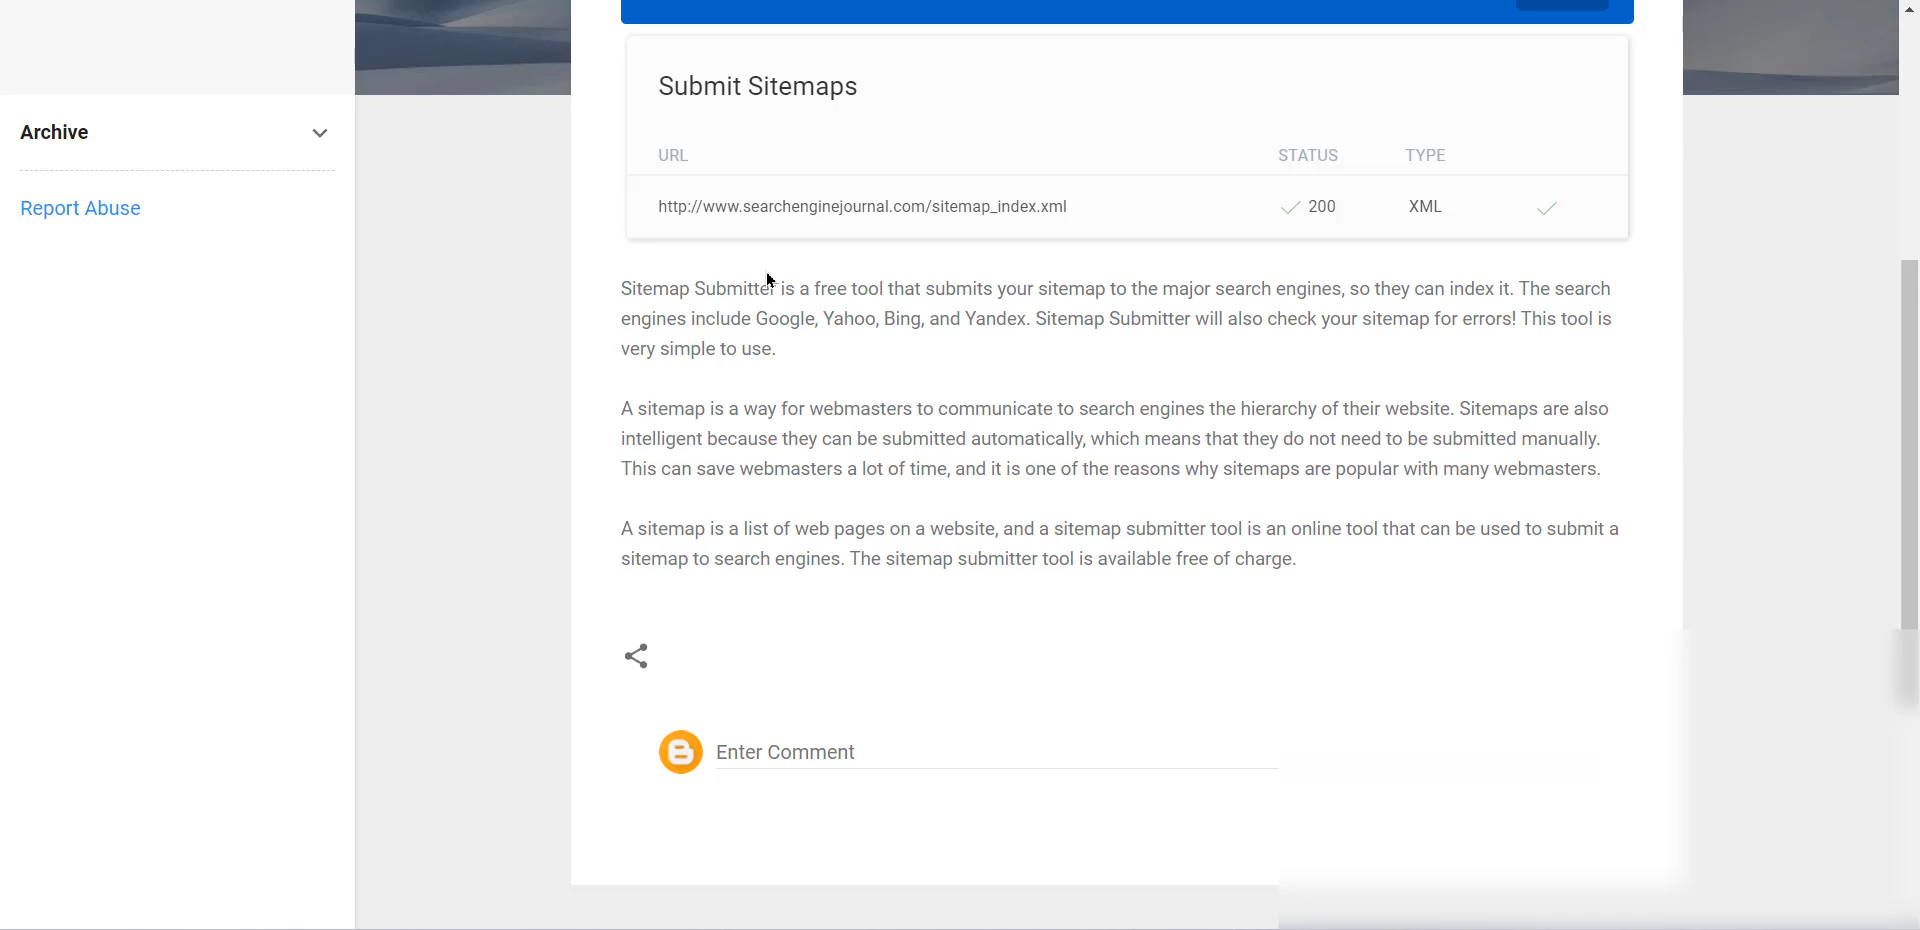 Archive
Report Abuse
Submit Sitemaps
URL STATUS TYPE
http://www.searchenginejournal.com/sitemap_index.xml 200 XML
Sitemap Submitter is a free tool that submits your sitemap to the major search engines, so they can index it. The search
engines include Google, Yahoo, Bing, and Yandex. Sitemap Submitter will also check your sitemap for errors! This tool is
very simple to use.
A sitemap is a way for webmasters to communicate to search engines the hierarchy of their website. Sitemaps are also
intelligent because they can be submitted automatically, which means that they do not need to be submitted manually.
This can save webmasters a lot of time, and it is one of the reasons why sitemaps are popular with many webmasters.
A sitemap is a list of web pages on a website, and a sitemap submitter tool is an online tool that can be used to submit a
sitemap to search engines. The sitemap submitter tool is available free of charge.
Enter Comment